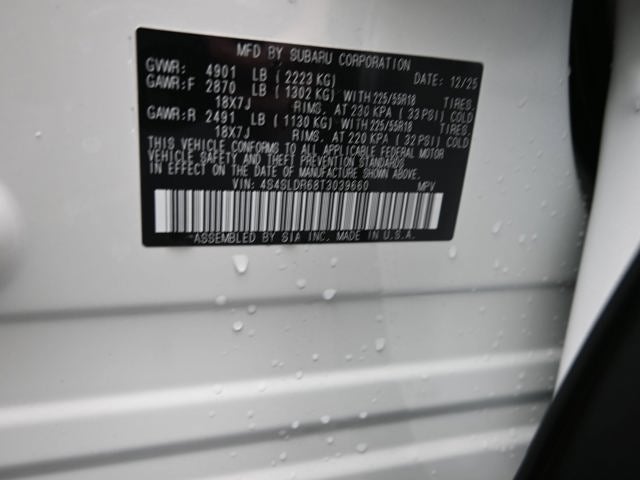 MFD BY SUBARU CORPORATION
GVWR: 4901 LB (2223 KG) DATE: 12/25
GAWR:F 2870 LB (1302 KG) WITH 225/55R18 TIRES.
18X7J RIMS. AT 230 KPA (33 PSI) COLD
GAWR:R 2491 LB (1130 KG) WITH 225/55R18 TIRES.
18X7J RIMS. AT 220 KPA (32 PSI) COLD
THIS VEHICLE CONFORMS TO ALL APPLICABLE FEDERAL MOTOR
VEHICLE SAFETY AND THEFT PREVENTION STANDARDS
IN EFFECT ON THE DATE OF MANUFACTURE SHOWN ABOVE.
VIN: 4S4SLDR68T3039660 MPV
ASSEMBLED BY SIA INC. MADE IN U.S.A.